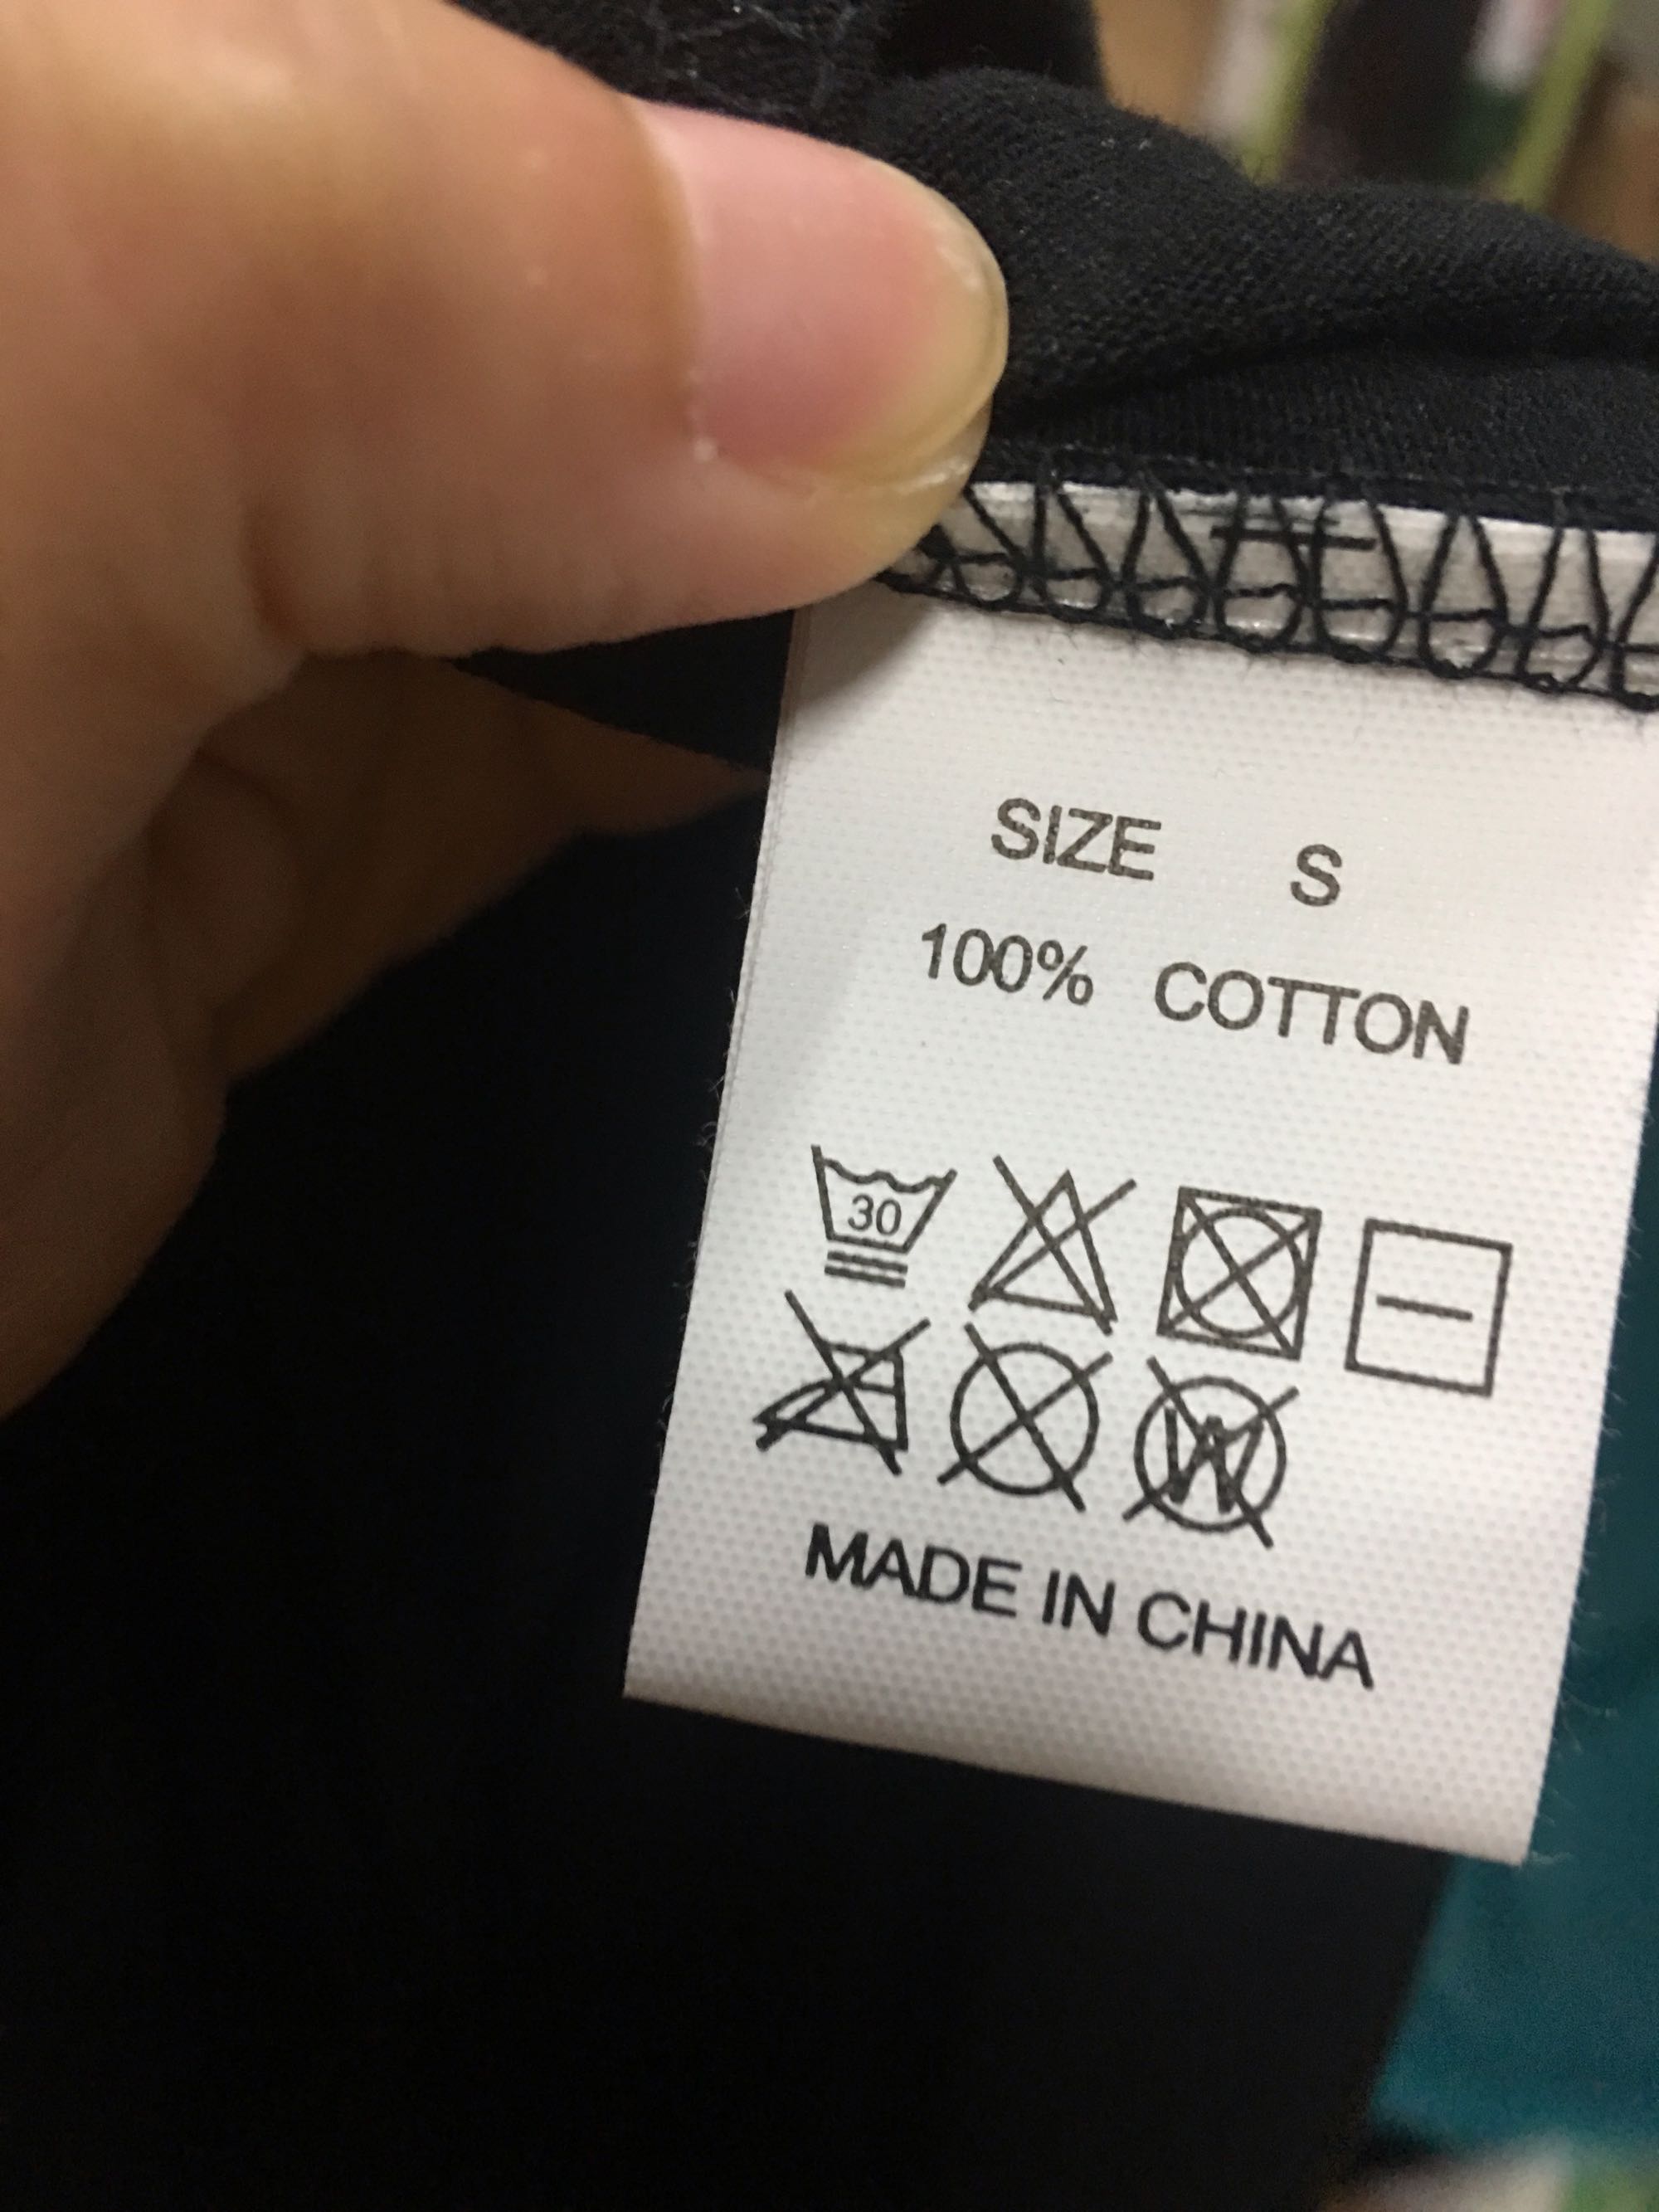 SIZE S
100% COTTON
30
W
MADE IN CHINA